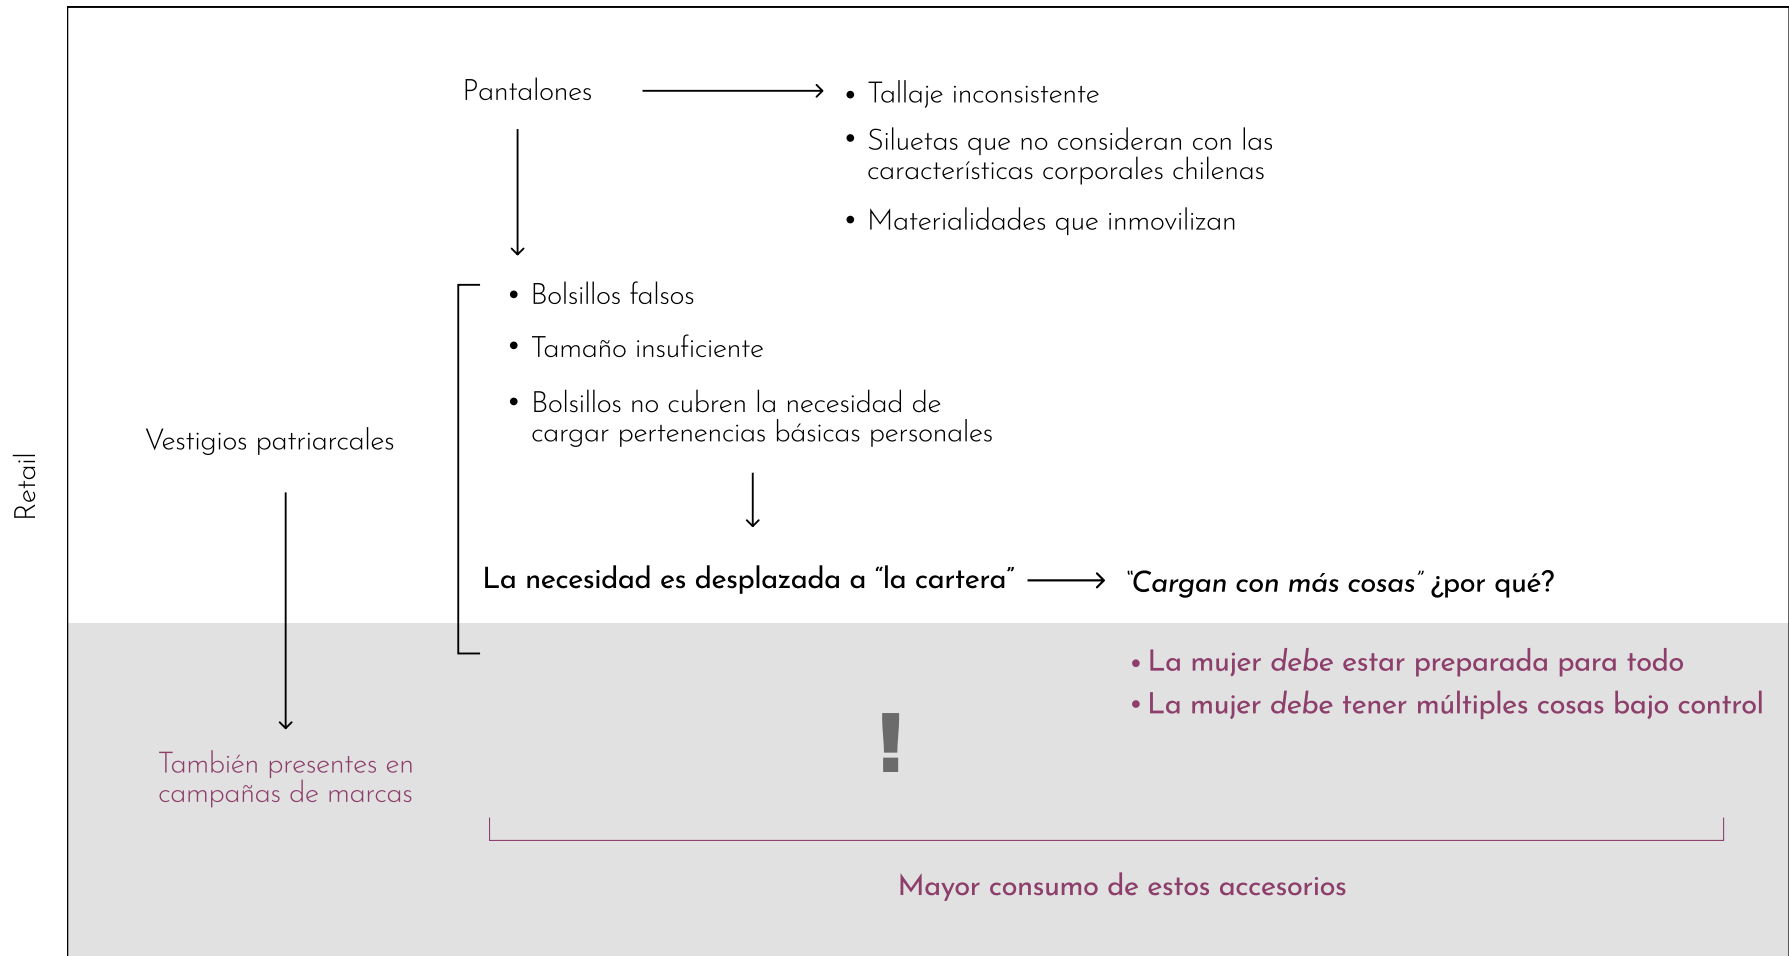 Pantalones
• Tallaje inconsistente
• Siluetas que no consideran con las
características corporales chilenas
• Materialidades que inmovilizan
• Bolsillos falsos
• Tamaño insuficiente
• Bolsillos no cubren la necesidad de
cargar pertenencias básicas personales
Vestigios patriarcales
Retail
La necesidad es desplazada a “la cartera”
“Cargan con más cosas” ¿por qué?
• La mujer debe estar preparada para todo
• La mujer debe tener múltiples cosas bajo control
!
También presentes en
campañas de marcas
Mayor consumo de estos accesorios